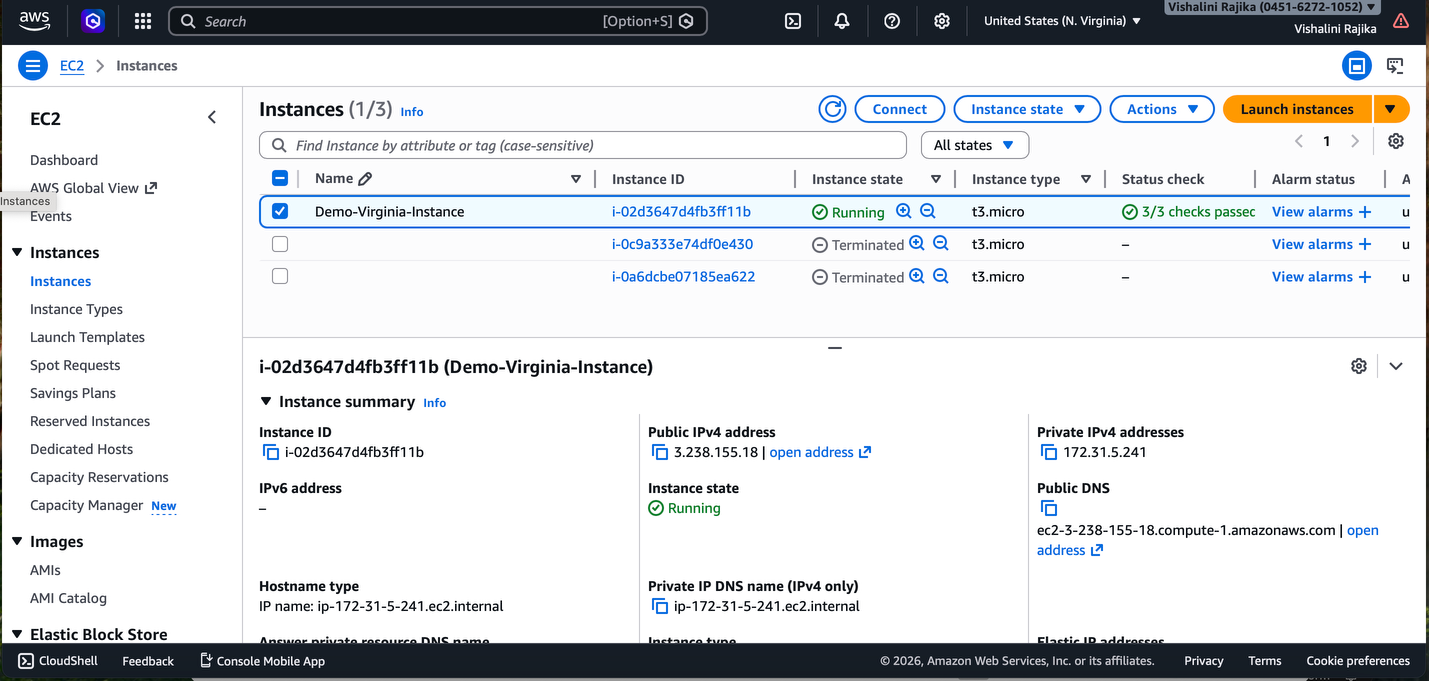 aws
Search [Option+S]
United States (N. Virginia)
Vishalini Rajika (0451-6272-1052)
Vishalini Rajika
EC2 Instances
EC2
Dashboard
AWS Global View
Instances
Events
Instances
Instances
Instance Types
Launch Templates
Spot Requests
Savings Plans
Reserved Instances
Dedicated Hosts
Capacity Reservations
Capacity Manager New
Images
AMIs
AMI Catalog
Elastic Block Store
Instances (1/3) Info
Connect Instance state Actions Launch instances
Find Instance by attribute or tag (case-sensitive) All states 1
Name Instance ID Instance state Instance type Status check Alarm status A
Demo-Virginia-Instance i-02d3647d4fb3ff11b Running t3.micro 3/3 checks passec View alarms + u
i-0c9a333e74df0e430 Terminated t3.micro – View alarms + u
i-0a6dcbe07185ea622 Terminated t3.micro – View alarms + u
i-02d3647d4fb3ff11b (Demo-Virginia-Instance)
Instance summary Info
Instance ID
i-02d3647d4fb3ff11b
Public IPv4 address
3.238.155.18 | open address
Private IPv4 addresses
172.31.5.241
IPv6 address
–
Instance state
Running
Public DNS
ec2-3-238-155-18.compute-1.amazonaws.com | open
address
Hostname type
IP name: ip-172-31-5-241.ec2.internal
Private IP DNS name (IPv4 only)
ip-172-31-5-241.ec2.internal
Answer private resource DNS name
Instance type
Elastic IP addresses
CloudShell Feedback Console Mobile App © 2026, Amazon Web Services, Inc. or its affiliates. Privacy Terms Cookie preferences